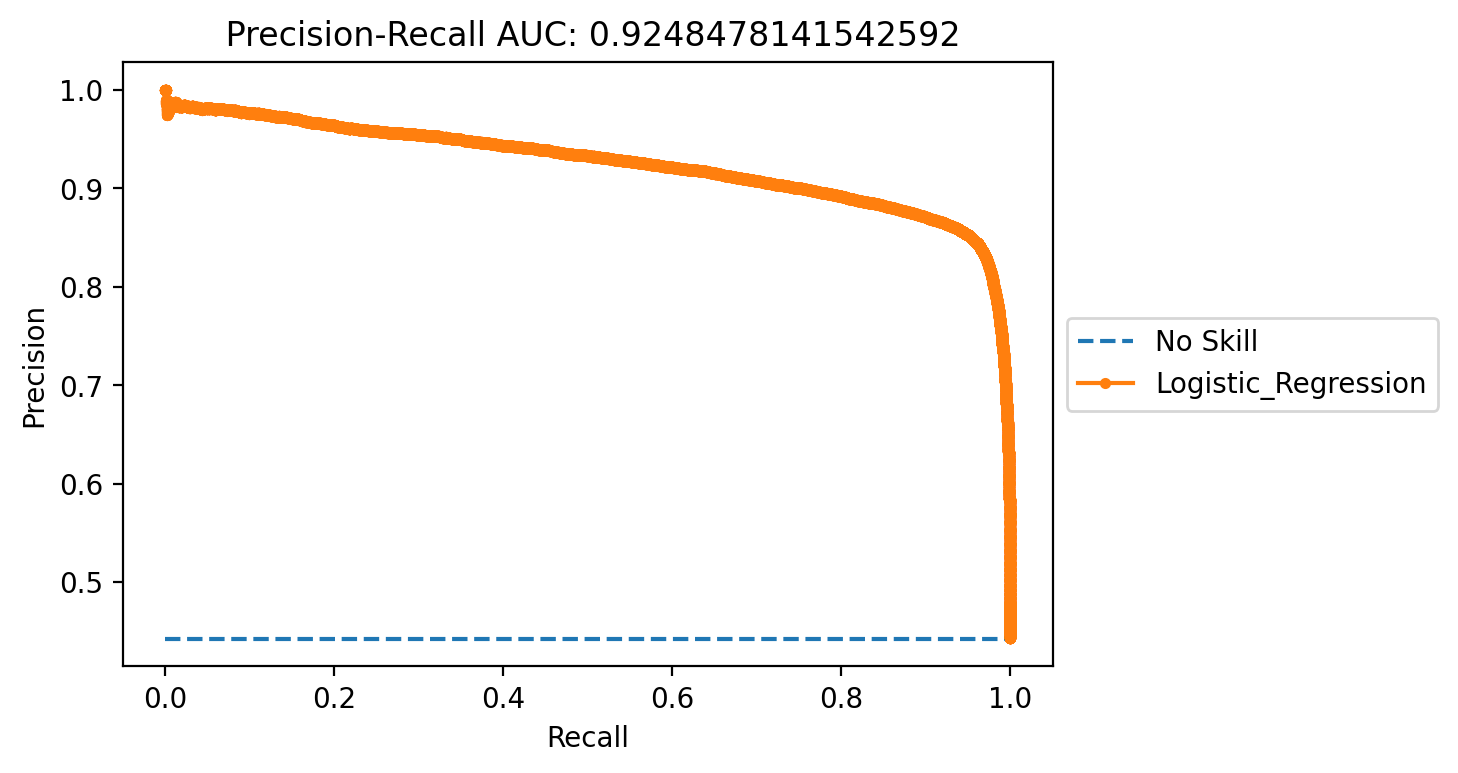 Precision-Recall AUC: 0.9248478141542592
1.0
0.9
0.8
0.7
0.6
0.5
Precision
0.0 0.2 0.4 0.6 0.8 1.0
Recall
No Skill
Logistic_Regression